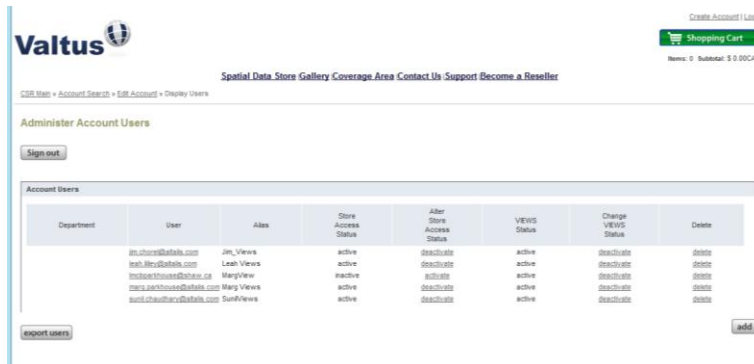 Create Account | Lo
Valtus
Shopping Cart
Items: 0 Subtotal: $ 0.00CA
Spatial Data Store Gallery Coverage Area Contact Us Support Become a Reseller
CSR Main » Account Search » Edit Account » Display Users
Administer Account Users
Sign out
Account Users
Department User Alias Store Access Status Alter Store Access Status VIEWS Status Change VIEWS Status Delete
jim.chorel@altalis.com Jim_Views active deactivate active deactivate delete
leah.lilley@altalis.com Leah Views active deactivate active deactivate delete
MargView inactive activate active deactivate delete
marg.parkhouse@altalis.com Marg Views active deactivate active deactivate delete
sunil.chaudhary@altalis.com SunilViews active deactivate active deactivate delete
export users
add